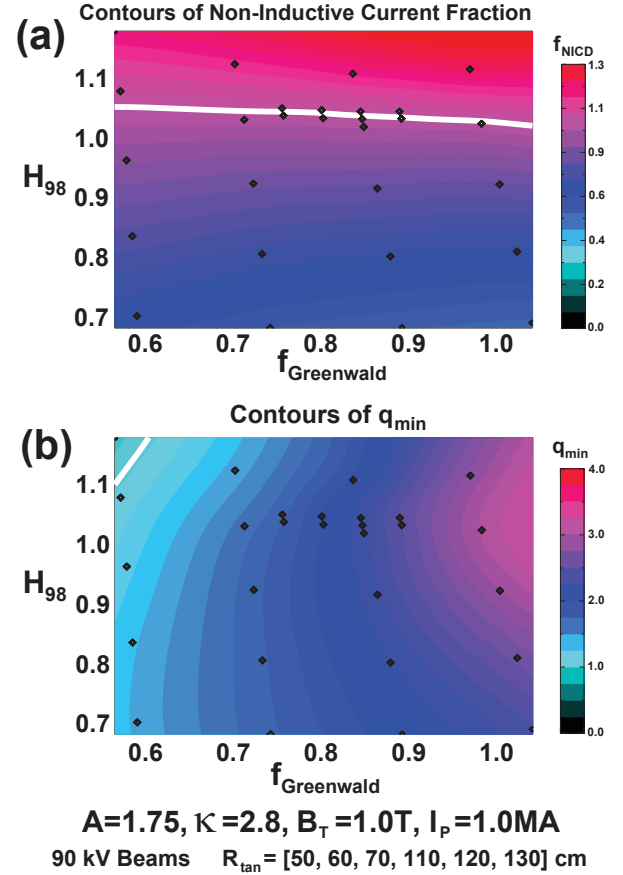 Contours of Non-Inductive Current Fraction
(a)
f_NICD
1.3
1.1
0.9
0.7
0.6
0.4
0.2
0.0
1.1
1.0
0.9
0.8
0.7
H_98
0.6 0.7 0.8 0.9 1.0
f_Greenwald
Contours of q_min
(b)
q_min
4.0
3.0
2.0
1.0
0.0
1.1
1.0
0.9
0.8
0.7
H_98
0.6 0.7 0.8 0.9 1.0
f_Greenwald
A=1.75, K=2.8, B_T=1.0T, I_P=1.0MA
90 kV Beams R_tan= [50, 60, 70, 110, 120, 130] cm